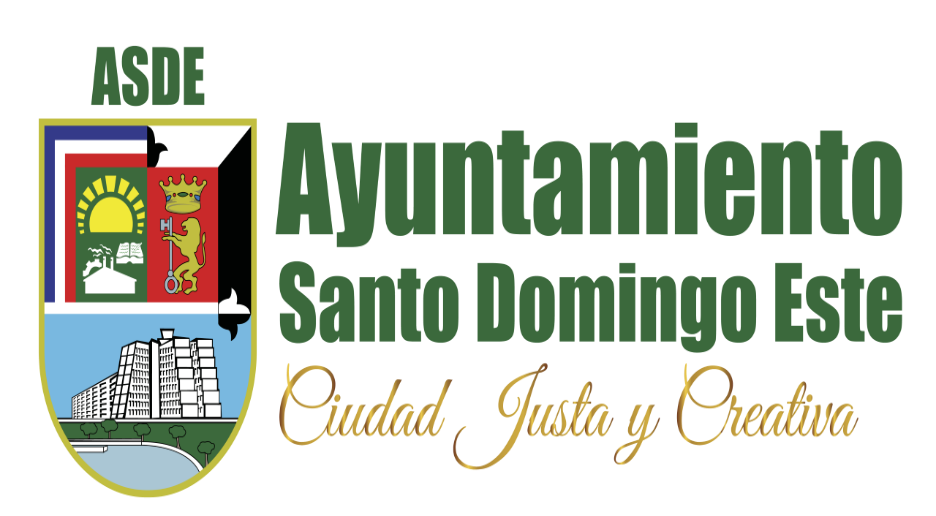 ASDE
Ayuntamiento
Santo Domingo Este
Ciudad Justa y Creativa